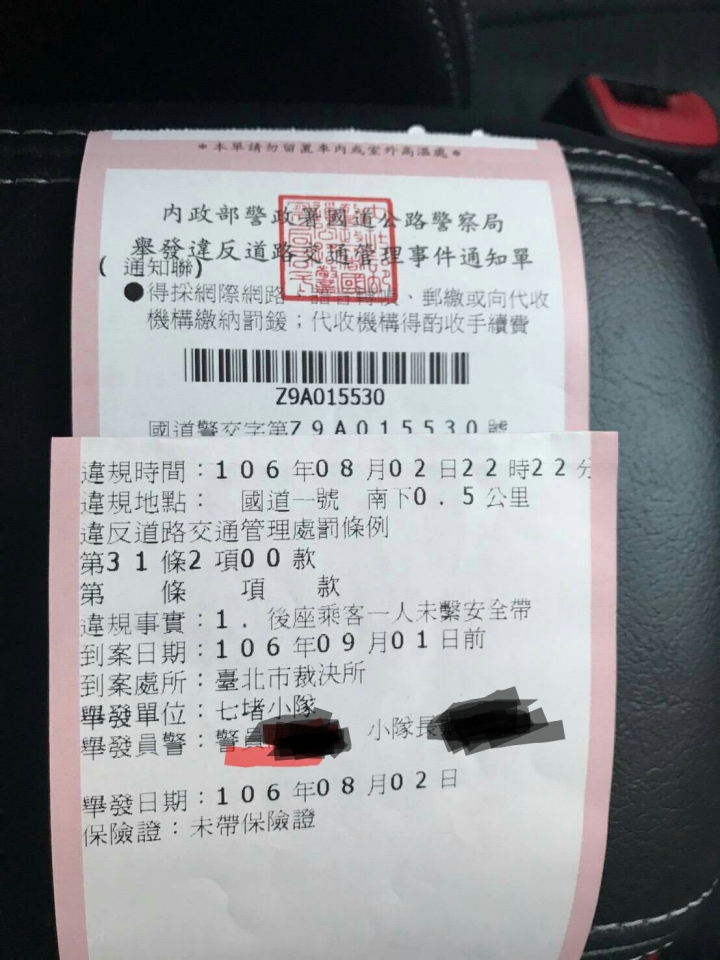 *本單請勿留置車內或室外高溫處*
內政部警政署國道公路警察局
舉發違反道路交通管理事件通知單
(通知聯)
●得採網際網路、語音轉帳、郵繳或向代收
機構繳納罰鍰；代收機構得酌收手續費
Z9A015530
國道警交字第Z9A015530號
違規時間：106年08月02日22時22分
違規地點： 國道一號 南下0.5公里
違反道路交通管理處罰條例
第31條2項00款
第 條 項 款
違規事實：1. 後座乘客一人未繫安全帶
到案日期：106年09月01日前
到案處所：臺北市裁決所
舉發單位：七堵小隊
舉發員警：警員 小隊長
舉發日期：106年08月02日
保險證：未帶保險證